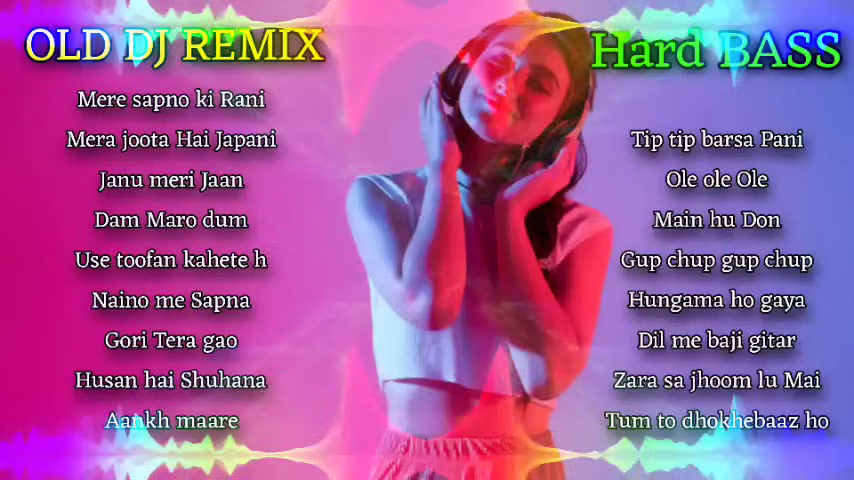 OLD DJ REMIX
Mere sapno ki Rani
Mera joota Hai Japani
Janu meri Jaan
Dam Maro dum
Use toofan kahete h
Naino me Sapna
Gori Tera gao
Husan hai Shuhana
Aankh maare
Hard BASS
Tip tip barsa Pani
Ole ole Ole
Main hu Don
Gup chup gup chup
Hungama ho gaya
Dil me baji gitar
Zara sa jhoom lu Mai
Tum to dhokhebaaz ho